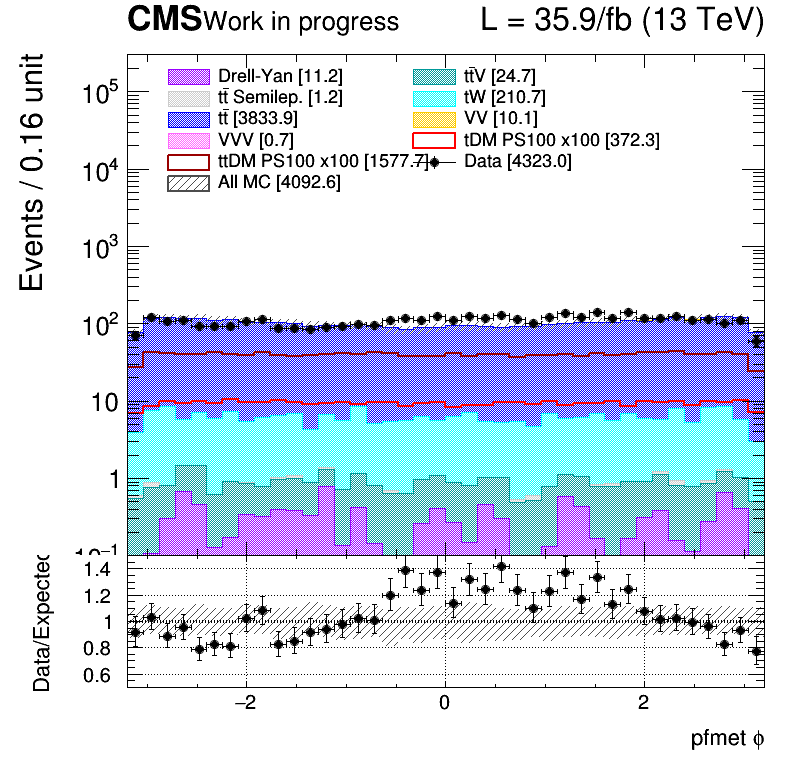 CMS Work in progress L = 35.9/fb (13 TeV)
Events / 0.16 unit
10⁵
10⁴
10³
10²
10
1
10⁻¹
Drell-Yan [11.2]
tt̄V [24.7]
tt̄ Semilep. [1.2]
tW [210.7]
tt̄ [3833.9]
VV [10.1]
VVV [0.7]
tDM PS100 x100 [372.3]
ttDM PS100 x100 [1577.7]
Data [4323.0]
All MC [4092.6]
Data/Expected
1.4
1.2
1
0.8
0.6
−2 0 2
pfmet ϕ